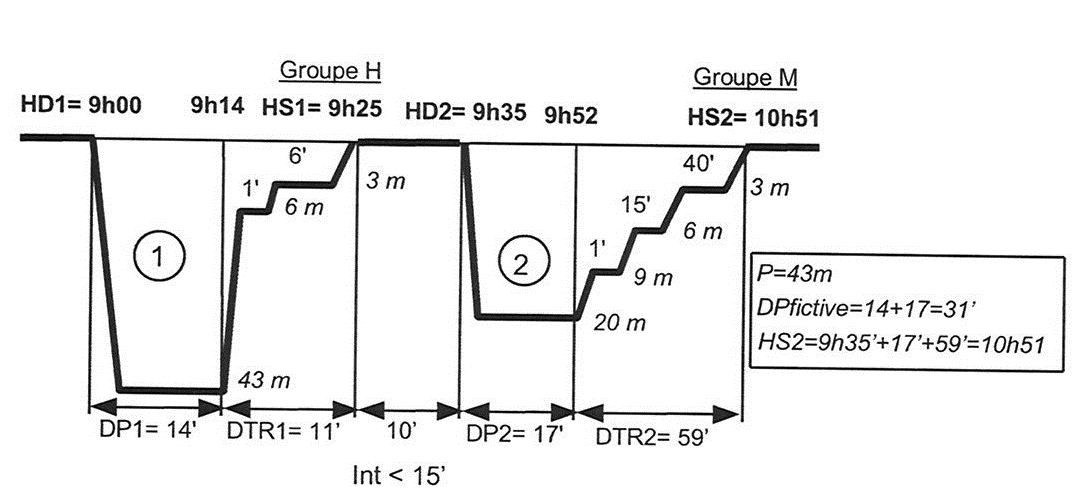 Groupe H
Groupe M
HD1= 9h00
9h14
HS1= 9h25
HD2= 9h35
9h52
HS2= 10h51
6'
3 m
40'
3 m
1'
6 m
15'
6 m
1
2
1'
9 m
20 m
43 m
P=43m
DPfictive=14+17=31'
HS2=9h35'+17'+59'=10h51
DP1= 14'
DTR1= 11'
10'
DP2= 17'
DTR2= 59'
Int < 15'